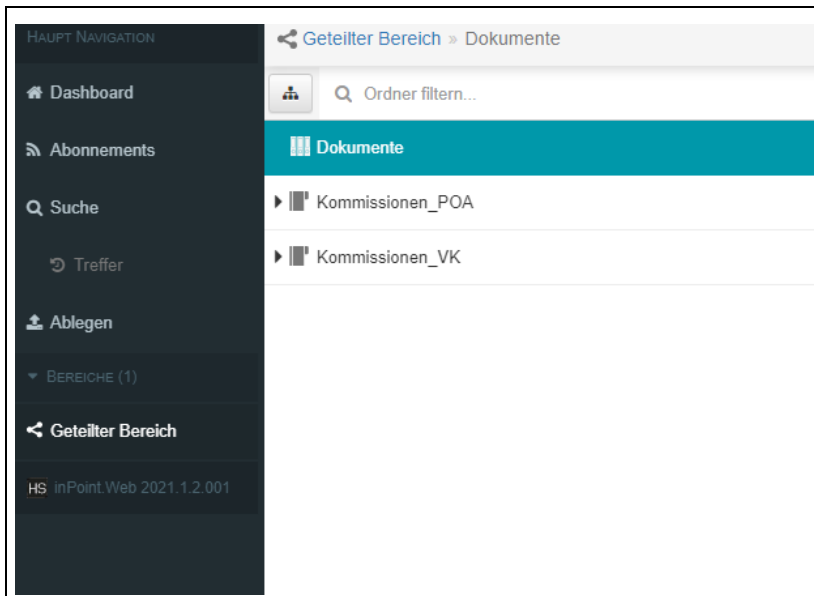 HAUPT NAVIGATION
Geteilter Bereich » Dokumente
Dashboard
Ordner filtern...
Abonnements
Dokumente
Suche
Kommissionen_POA
Treffer
Kommissionen_VK
Ablegen
BEREICHE (1)
Geteilter Bereich
HS inPoint.Web 2021.1.2.001